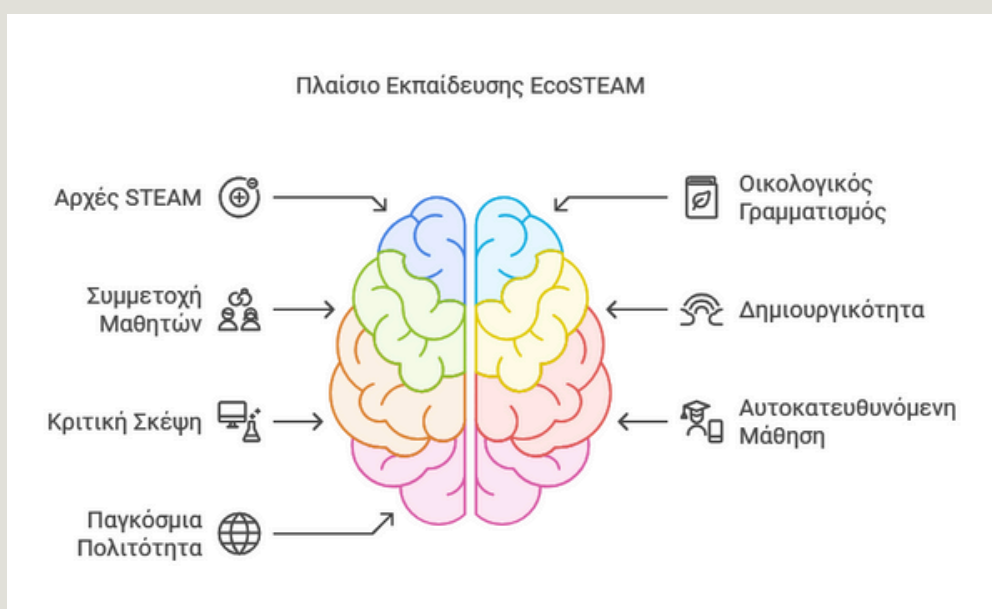 Πλαίσιο Εκπαίδευσης EcoSTEAM
Αρχές STEAM
Συμμετοχή
Μαθητών
Κριτική Σκέψη
Παγκόσμια
Πολιτότητα
Οικολογικός
Γραμματισμός
Δημιουργικότητα
Αυτοκατευθυνόμενη
Μάθηση